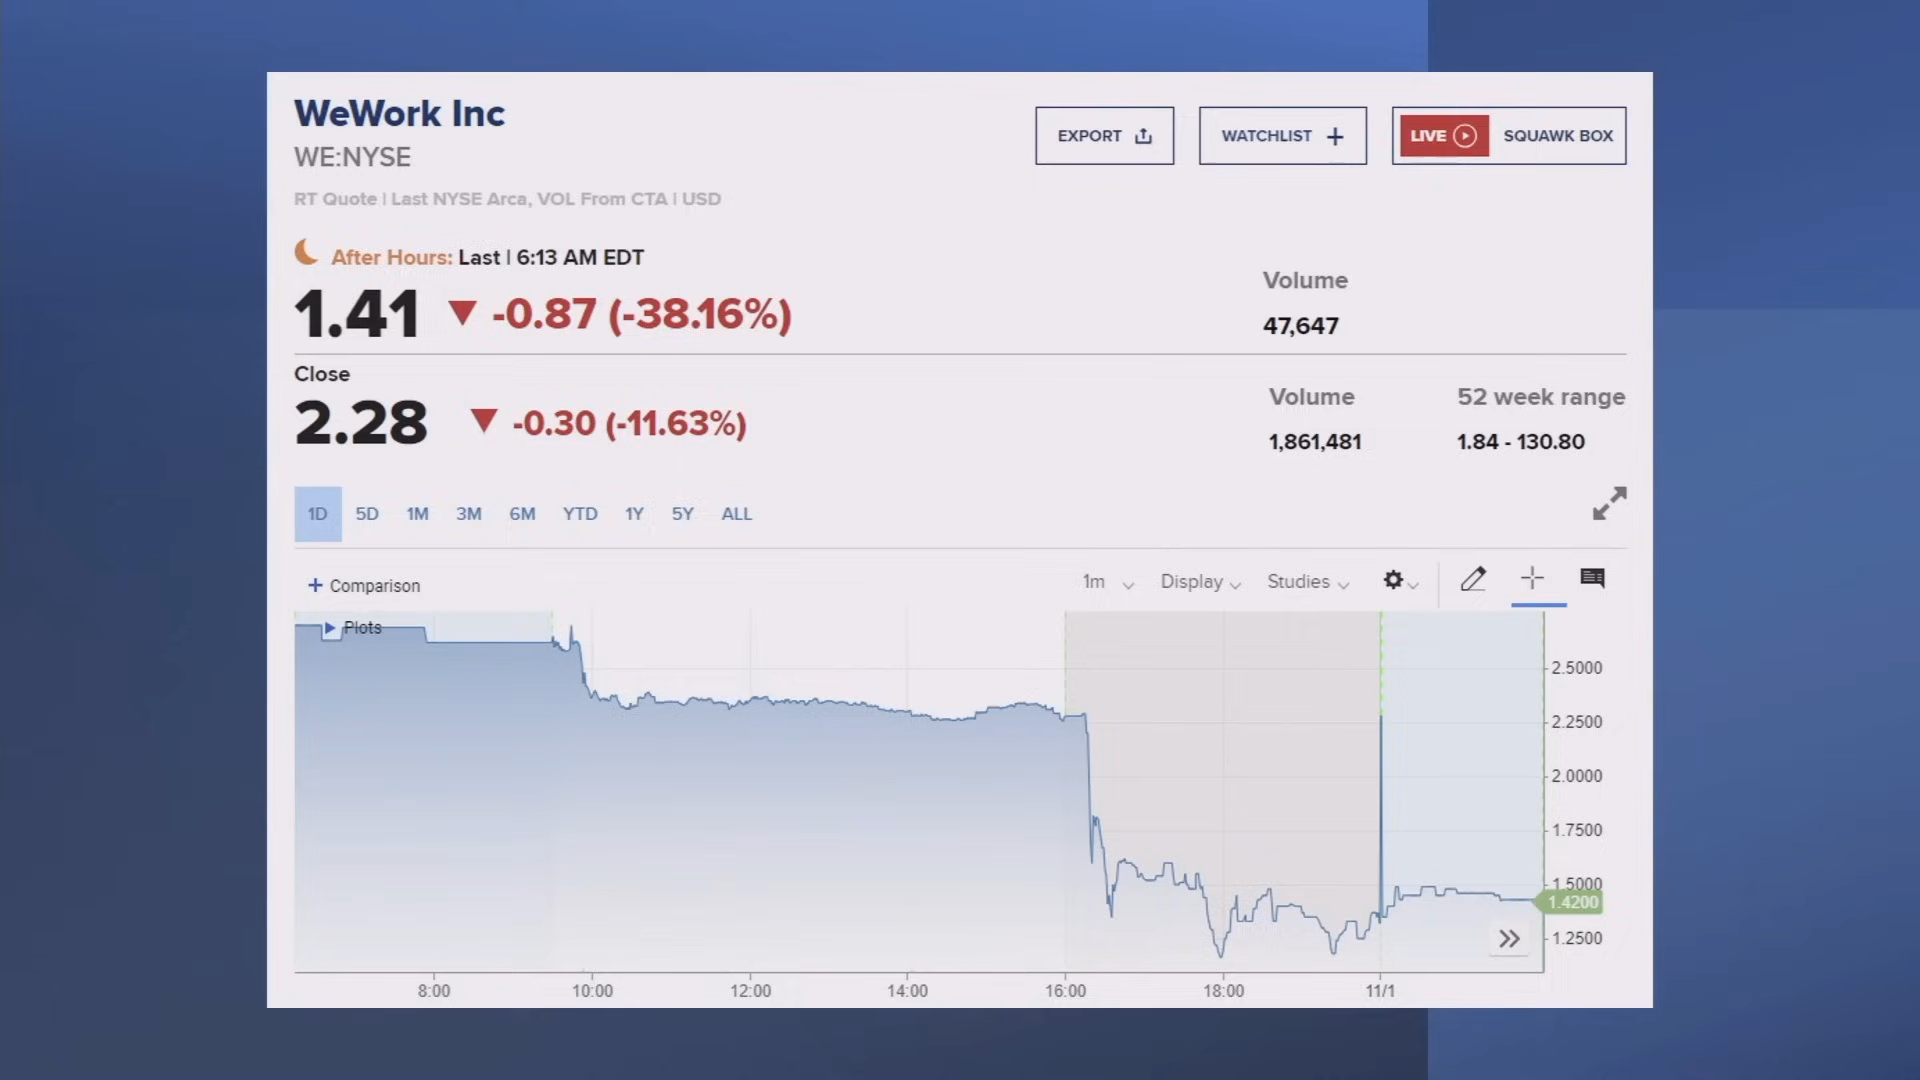 WeWork Inc
WE:NYSE
RT Quote | Last NYSE Arca, VOL From CTA | USD
EXPORT
WATCHLIST +
LIVE SQUAWK BOX
After Hours: Last | 6:13 AM EDT
1.41 ▼ -0.87 (-38.16%)
Volume
47,647
Close
2.28 ▼ -0.30 (-11.63%)
Volume
1,861,481
52 week range
1.84 - 130.80
1D 5D 1M 3M 6M YTD 1Y 5Y ALL
+ Comparison
1m Display Studies
Plots
2.5000
2.2500
2.0000
1.7500
1.5000
1.4200
1.2500
8:00 10:00 12:00 14:00 16:00 18:00 11/1